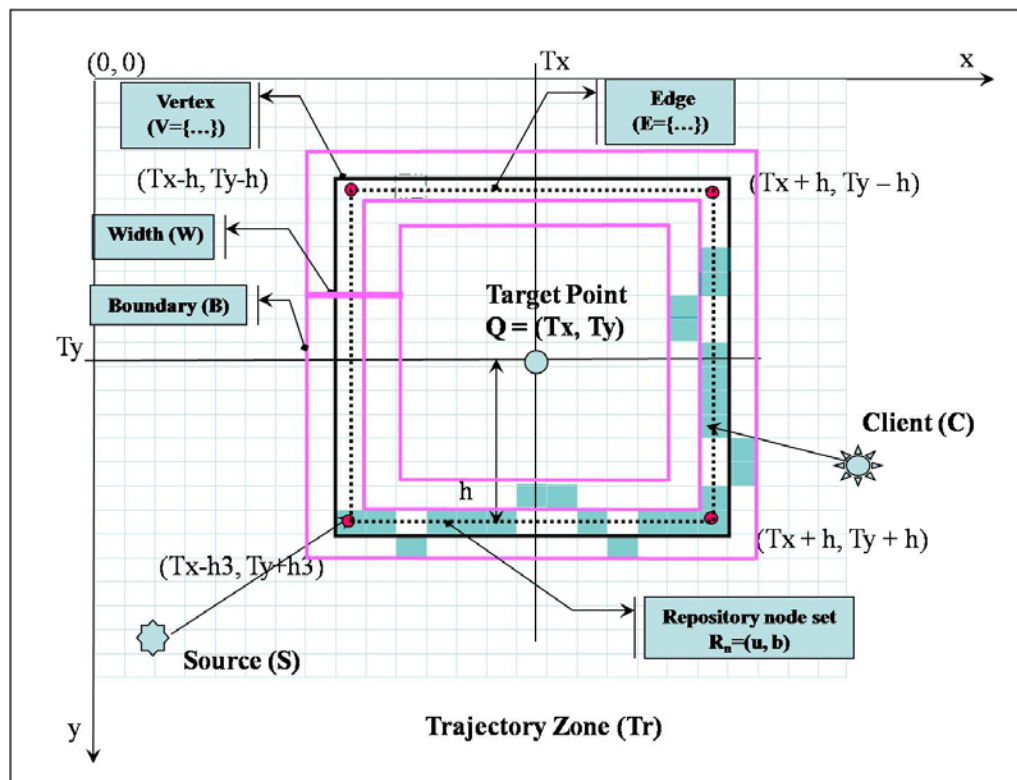 (0, 0)
Tx
x
Vertex
(V={...})
Edge
(E={...})
(Tx-h, Ty-h)
(Tx + h, Ty – h)
Width (W)
Boundary (B)
Target Point
Q = (Tx, Ty)
Ty
Client (C)
h
(Tx-h3, Ty+h3)
(Tx + h, Ty + h)
Repository node set
Rₙ=(u, b)
Source (S)
y
Trajectory Zone (Tr)